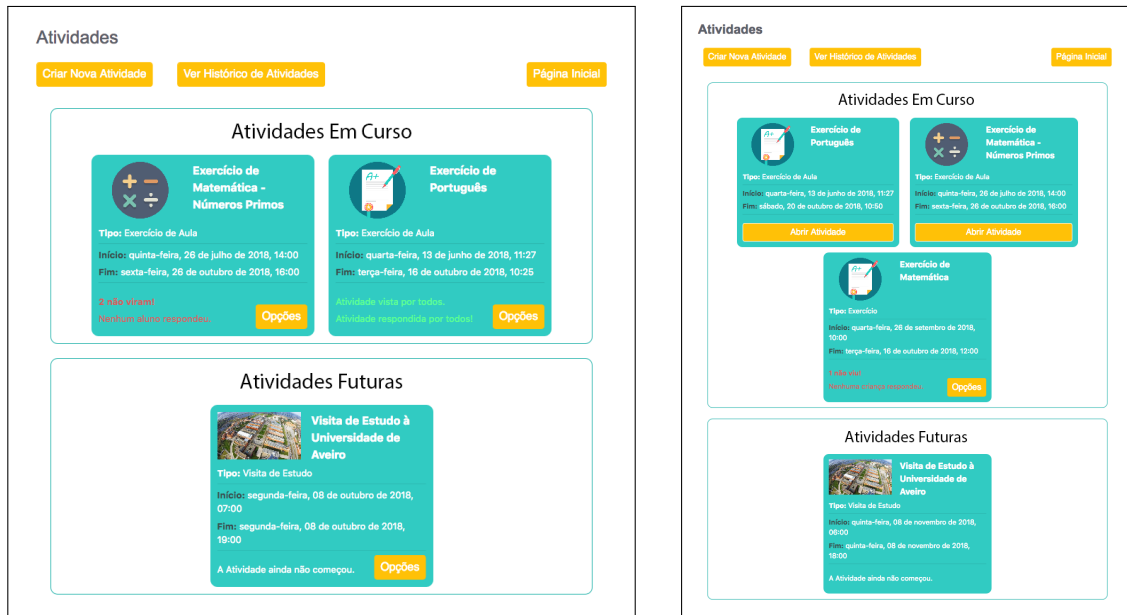 Atividades
Criar Nova Atividade
Ver Histórico de Atividades
Página Inicial
Atividades Em Curso
Exercício de
Matemática -
Números Primos
Tipo: Exercício de Aula
Início: quinta-feira, 26 de julho de 2018, 14:00
Fim: sexta-feira, 26 de outubro de 2018, 16:00
2 não viram!
Nenhum aluno respondeu.
Opções
A+
Exercício de
Português
Tipo: Exercício de Aula
Início: quarta-feira, 13 de junho de 2018, 11:27
Fim: terça-feira, 16 de outubro de 2018, 10:25
Atividade vista por todos.
Atividade respondida por todos!
Opções
Atividades Futuras
Visita de Estudo à
Universidade de
Aveiro
Tipo: Visita de Estudo
Início: segunda-feira, 08 de outubro de 2018,
07:00
Fim: segunda-feira, 08 de outubro de 2018,
19:00
A Atividade ainda não começou.
Opções
Atividades
Criar Nova Atividade
Ver Histórico de Atividades
Página Inicial
Atividades Em Curso
A+
Exercício de
Português
Tipo: Exercício de Aula
Início: quarta-feira, 13 de junho de 2018, 11:27
Fim: sábado, 20 de outubro de 2018, 10:50
Abrir Atividade
Exercício de
Matemática -
Números Primos
Tipo: Exercício de Aula
Início: quinta-feira, 26 de julho de 2018, 14:00
Fim: sexta-feira, 26 de outubro de 2018, 16:00
Abrir Atividade
A+
Exercício de
Matemática
Tipo: Exercício
Início: quarta-feira, 26 de setembro de 2018,
10:00
Fim: terça-feira, 16 de outubro de 2018, 12:00
1 não viu!
Nenhuma criança respondeu.
Opções
Atividades Futuras
Visita de Estudo à
Universidade de
Aveiro
Tipo: Visita de Estudo
Início: quinta-feira, 08 de novembro de 2018,
06:00
Fim: quinta-feira, 08 de novembro de 2018,
18:00
A Atividade ainda não começou.